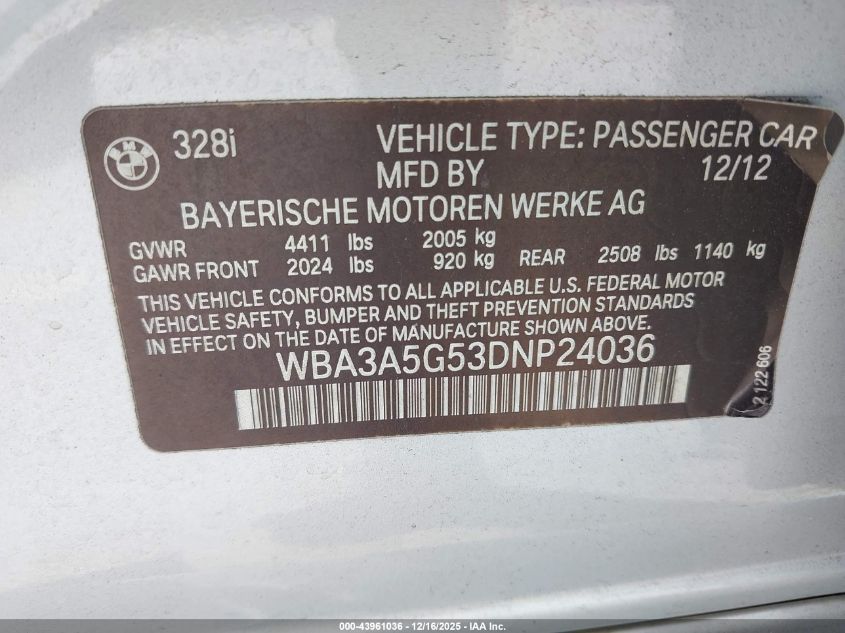 BMW
328i
VEHICLE TYPE: PASSENGER CAR
MFD BY 12/12
BAYERISCHE MOTOREN WERKE AG
GVWR 4411 lbs 2005 kg
GAWR FRONT 2024 lbs 920 kg REAR 2508 lbs 1140 kg
THIS VEHICLE CONFORMS TO ALL APPLICABLE U.S. FEDERAL MOTOR
VEHICLE SAFETY, BUMPER AND THEFT PREVENTION STANDARDS
IN EFFECT ON THE DATE OF MANUFACTURE SHOWN ABOVE.
WBA3A5G53DNP24036
2 122 606
000-43961036 - 12/16/2025 - IAA Inc.